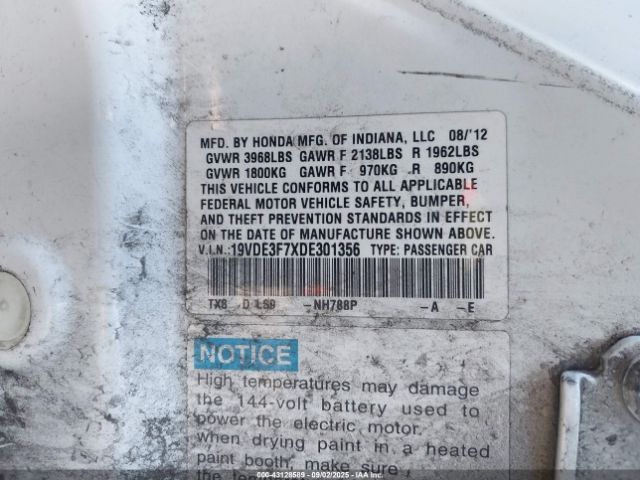 MFD. BY HONDA MFG. OF INDIANA, LLC 08/'12
GVWR 3968LBS GAWR F 2138LBS R 1962LBS
GVWR 1800KG GAWR F 970KG R 890KG
THIS VEHICLE CONFORMS TO ALL APPLICABLE
FEDERAL MOTOR VEHICLE SAFETY, BUMPER,
AND THEFT PREVENTION STANDARDS IN EFFECT
ON THE DATE OF MANUFACTURE SHOWN ABOVE.
V.I.N.:19VDE3F7XDE301356 TYPE: PASSENGER CAR
TX8 D LS9 -NH788P -A -E
NOTICE
High temperatures may damage
the 144-volt battery used to
power the electric motor.
when drying paint in a heated
paint booth, make sure
000-43128589 (09/02/2025) © IAA.